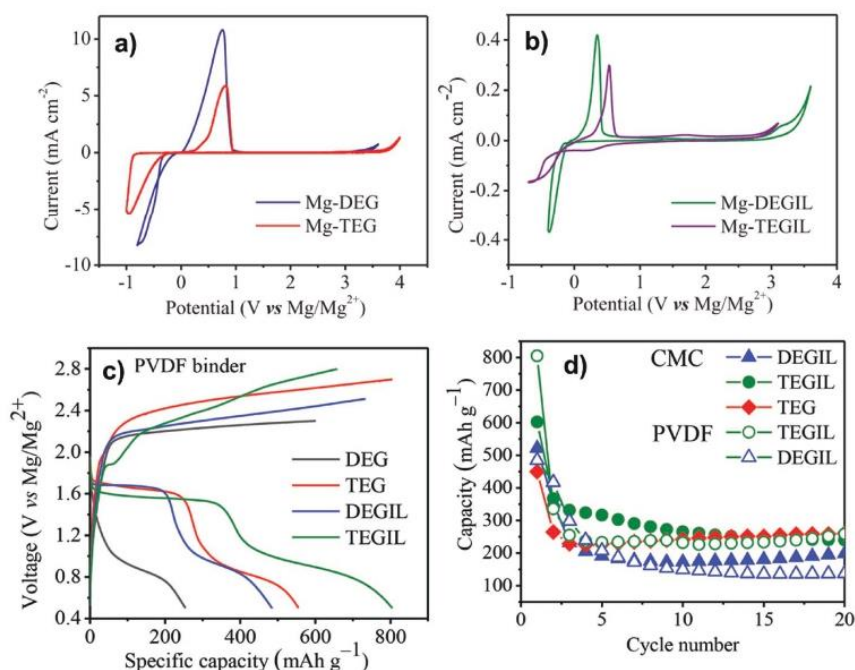 a)
10
5
0
-5
-10
Current (mA cm⁻²)
Mg-DEG
Mg-TEG
-1 0 1 2 3 4
Potential (V vs Mg/Mg²⁺)
b)
0.4
0.2
0.0
-0.2
-0.4
Current (mA cm-2)
Mg-DEGIL
Mg-TEGIL
-1 0 1 2 3 4
Potential (V vs Mg/Mg²⁺)
c) PVDF binder
2.8
2.4
2.0
1.6
1.2
0.8
0.4
Voltage (V vs Mg/Mg²⁺)
DEG
TEG
DEGIL
TEGIL
0 200 400 600 800
Specific capacity (mAh g⁻¹)
d)
800
700
600
500
400
300
200
100
Capacity (mAh g⁻¹)
CMC
DEGIL
TEGIL
TEG
PVDF
TEGIL
DEGIL
0 5 10 15 20
Cycle number